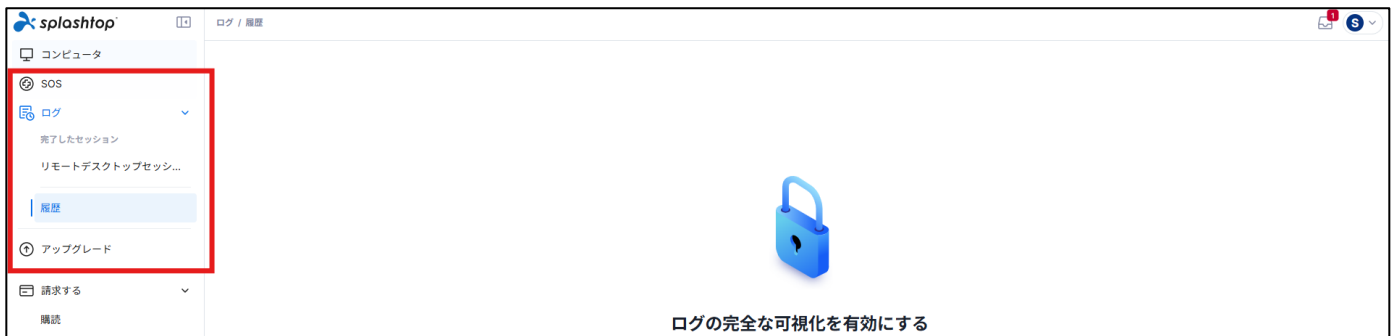 splashtop
ログ / 履歴
1
S
コンピュータ
SOS
ログ
完了したセッション
リモートデスクトップセッシ...
履歴
アップグレード
請求する
購読
ログの完全な可視化を有効にする